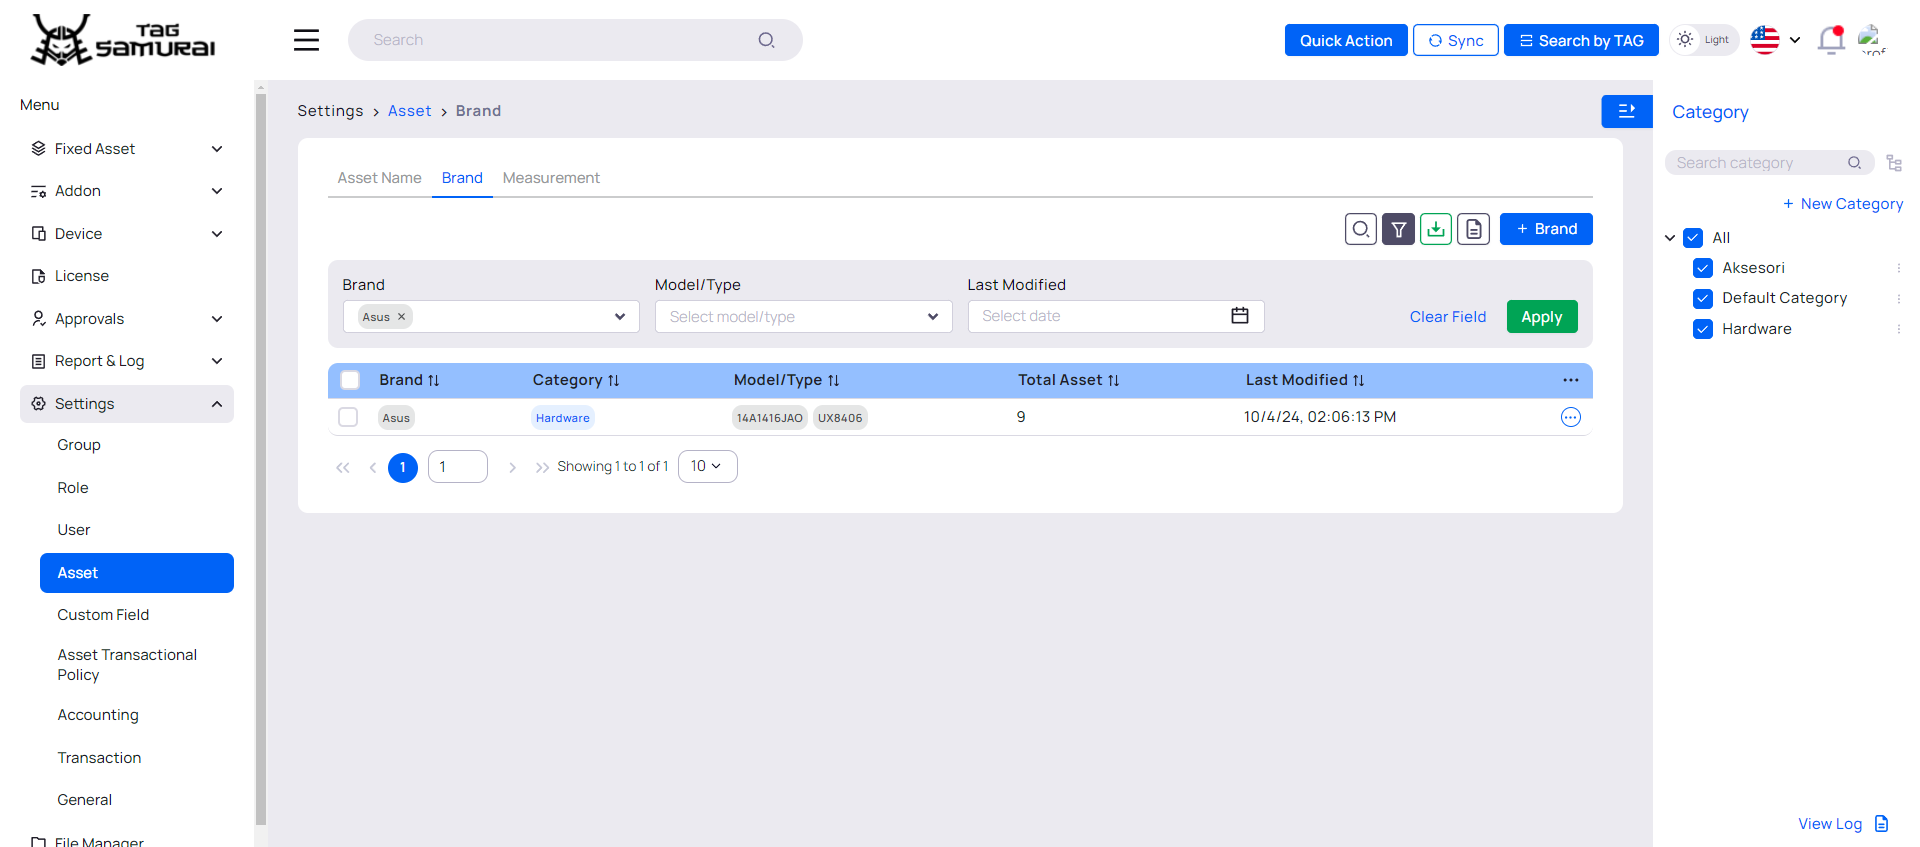 TAG
SAMURAI
Search
Quick Action
Sync
Search by TAG
Light
prof
Menu
Fixed Asset
Addon
Device
License
Approvals
Report & Log
Settings
Group
Role
User
Asset
Custom Field
Asset Transactional
Policy
Accounting
Transaction
General
File Manager
Settings > Asset > Brand
Asset Name Brand Measurement
+ Brand
Brand Model/Type Last Modified
Asus × Select model/type Select date Clear Field Apply
Brand Category Model/Type Total Asset Last Modified ...
Asus Hardware 14A1416JAO UX8406 9 10/4/24, 02:06:13 PM
1 1 Showing 1 to 1 of 1 10
Category
Search category
+ New Category
All
Aksesori
Default Category
Hardware
View Log